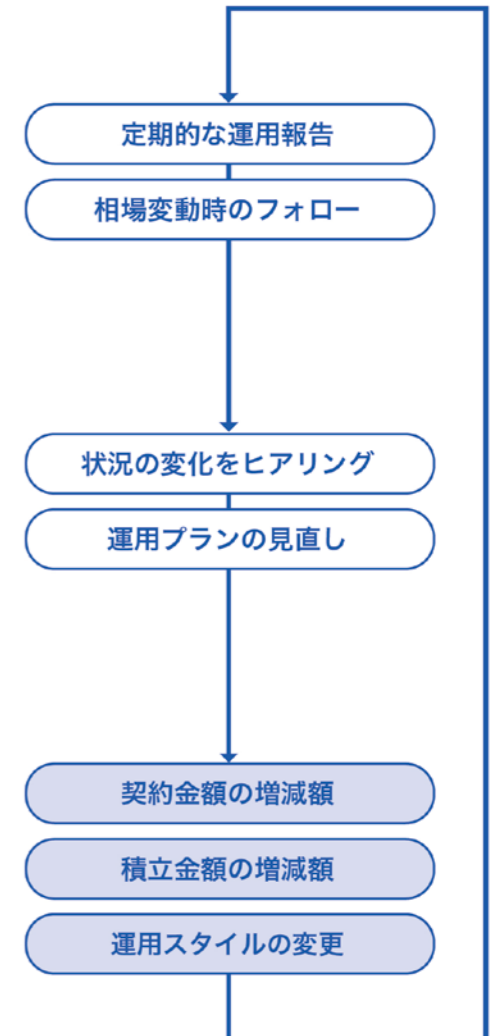 定期的な運用報告
相場変動時のフォロー
状況の変化をヒアリング
運用プランの見直し
契約金額の増減額
積立金額の増減額
運用スタイルの変更